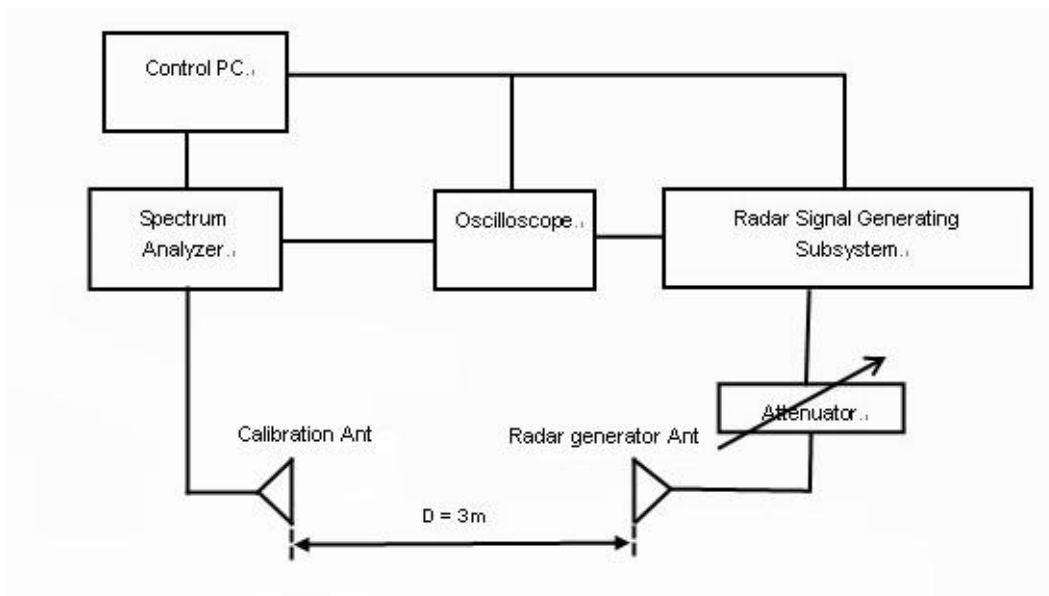 Control PC.
Spectrum
Analyzer.
Oscilloscope.
Radar Signal Generating
Subsystem.
Attenuator.
Calibration Ant
Radar generator Ant
D = 3m